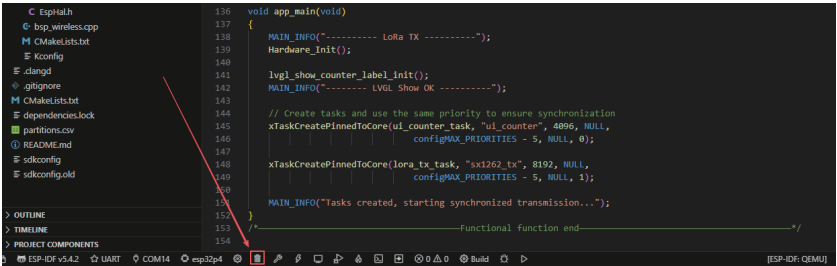 EspHal.h
bsp_wireless.cpp
CMakeLists.txt
Kconfig
.clangd
.gitignore
CMakeLists.txt
dependencies.lock
partitions.csv
README.md
sdkconfig
sdkconfig.old
OUTLINE
TIMELINE
PROJECT COMPONENTS
136 void app_main(void)
137 {
138 MAIN_INFO("---------- LoRa TX ----------");
139 Hardware_Init();
140
141 lvgl_show_counter_label_init();
142 MAIN_INFO("-------- LVGL Show OK ----------");
143
144 // Create tasks and use the same priority to ensure synchronization
145 xTaskCreatePinnedToCore(ui_counter_task, "ui_counter", 4096, NULL,
146 configMAX_PRIORITIES - 5, NULL, 0);
147
148 xTaskCreatePinnedToCore(lora_tx_task, "sx1262_tx", 8192, NULL,
149 configMAX_PRIORITIES - 5, NULL, 1);
150
151 MAIN_INFO("Tasks created, starting synchronized transmission...");
152 }
153 /*————————————————Functional function end————————————————*/
154
ESP-IDF v5.4.2 UART COM14 esp32p4 0 0 Build [ESP-IDF: QEMU]